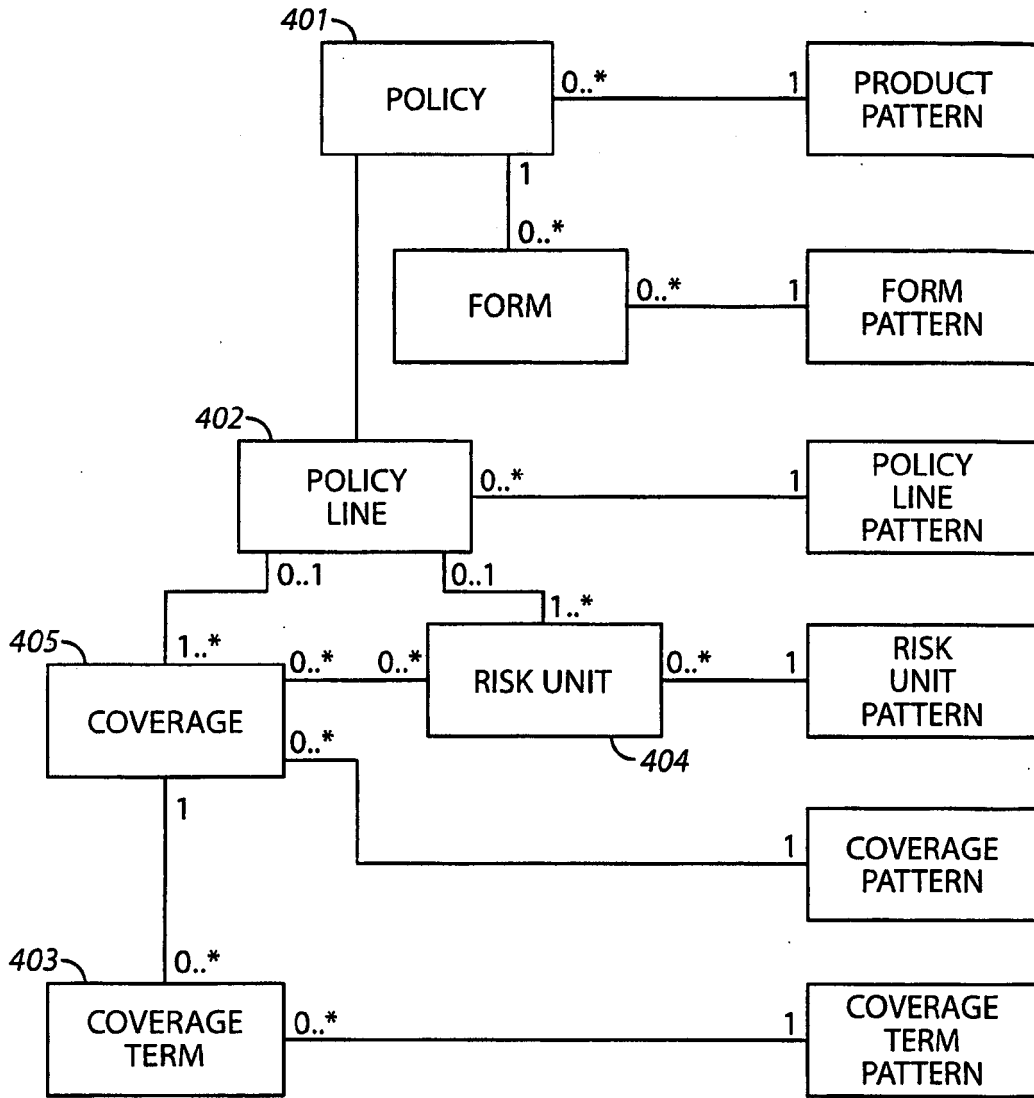 401
POLICY
0..*
1
PRODUCT
PATTERN
1
0..*
FORM
0..*
1
FORM
PATTERN
402
POLICY
LINE
0..*
1
POLICY
LINE
PATTERN
0..1
0..1
1..*
1..*
405
COVERAGE
0..*
0..*
RISK UNIT
0..*
1
RISK
UNIT
PATTERN
404
0..*
1
COVERAGE
PATTERN
1
0..*
403
COVERAGE
TERM
0..*
1
COVERAGE
TERM
PATTERN